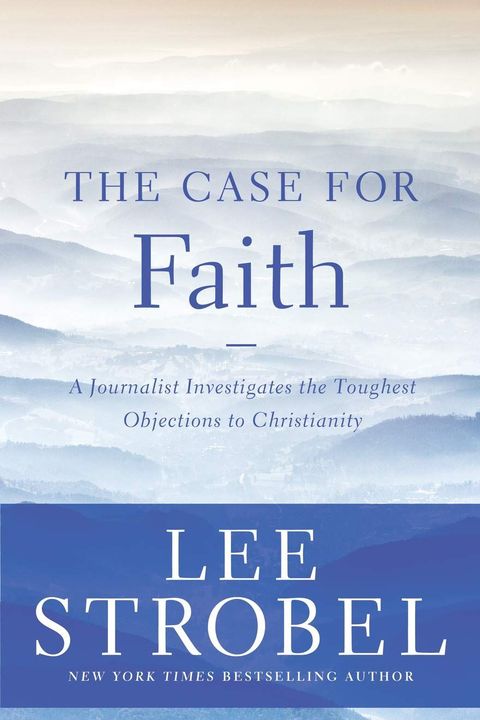 THE CASE FOR
Faith
A Journalist Investigates the Toughest
Objections to Christianity
LEE
STROBEL
NEW YORK TIMES BESTSELLING AUTHOR